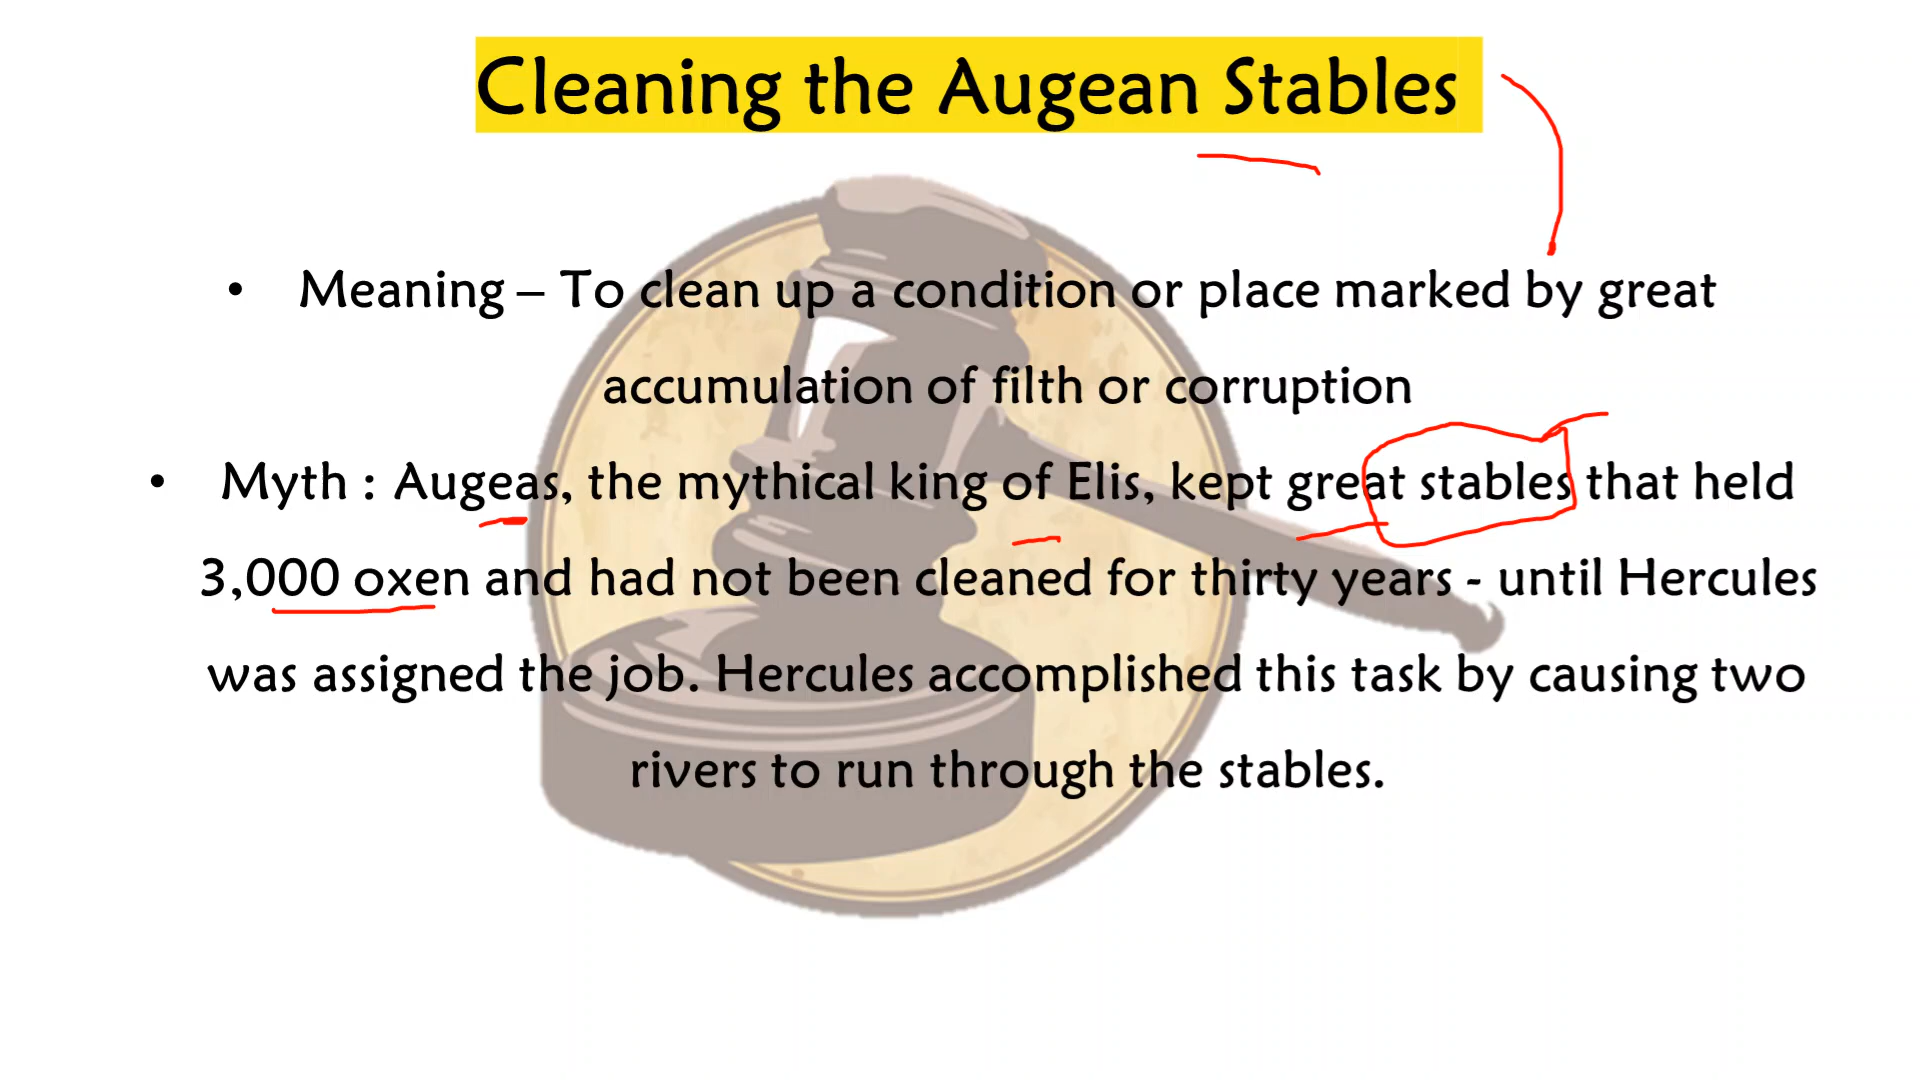 Cleaning the Augean Stables
• Meaning – To clean up a condition or place marked by great
accumulation of filth or corruption
• Myth : Augeas, the mythical king of Elis, kept great stables that held
3,000 oxen and had not been cleaned for thirty years - until Hercules
was assigned the job. Hercules accomplished this task by causing two
rivers to run through the stables.